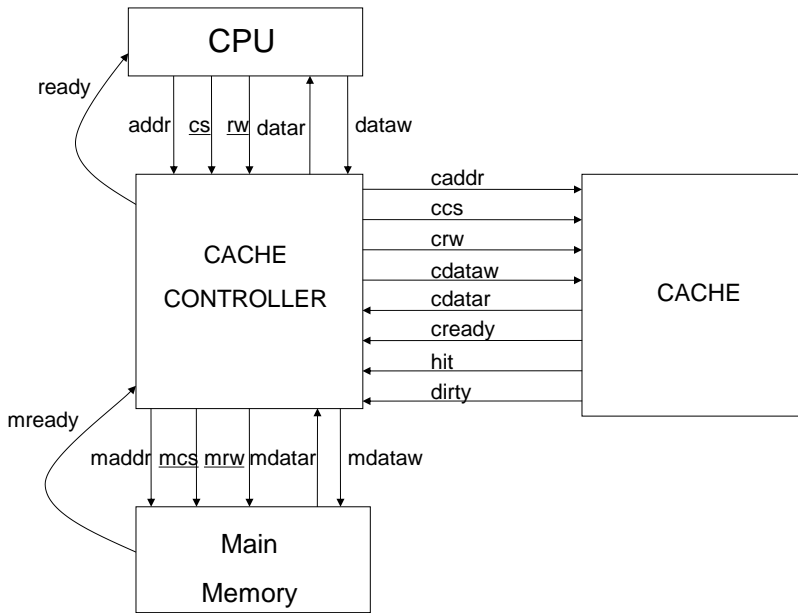 CPU
ready
addr cs rw datar dataw
caddr
ccs
crw
cdataw
cdatar
cready
hit
dirty
CACHE
CONTROLLER
CACHE
mready
maddr mcs mrw mdatar mdataw
Main
Memory